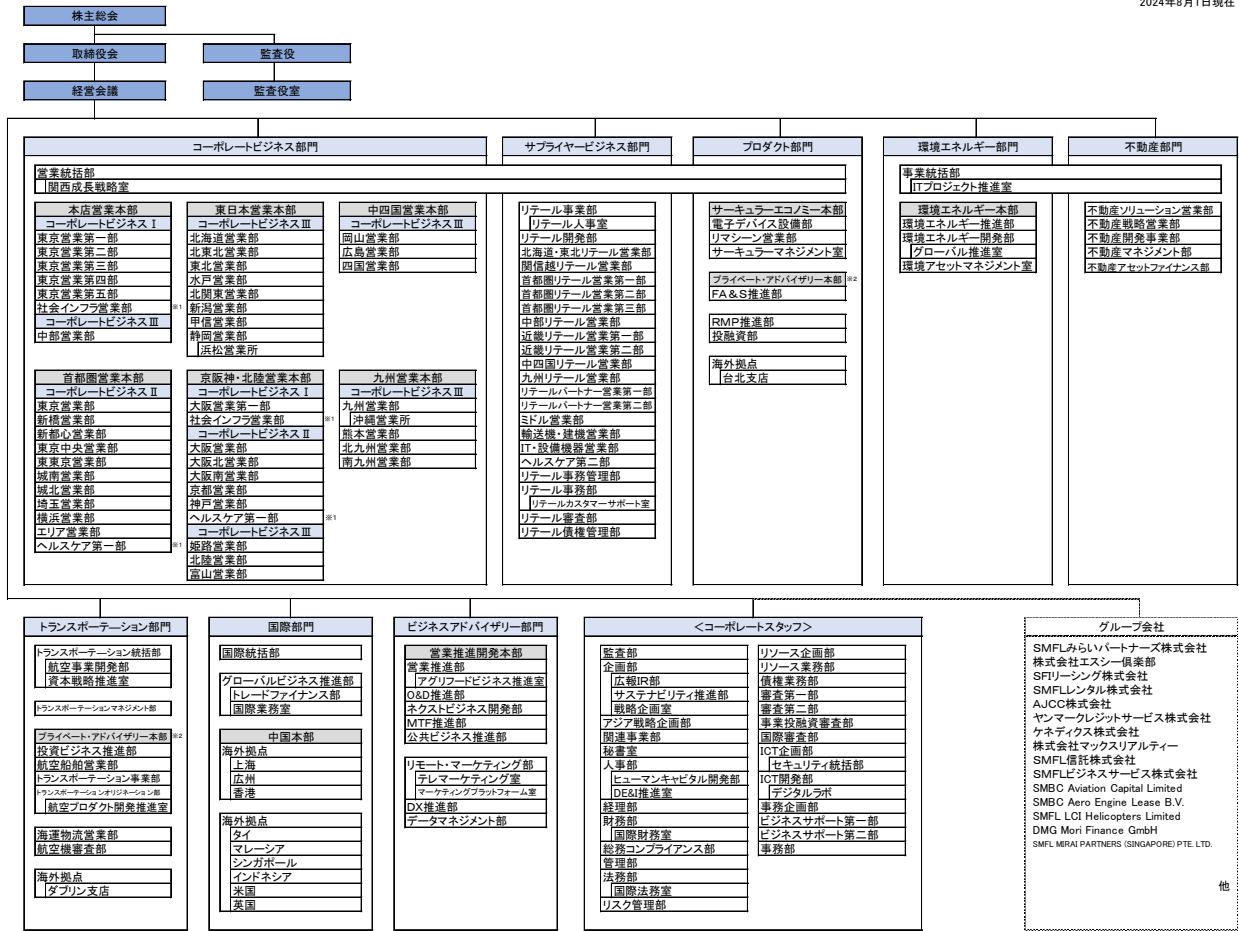 2024年8月1日現在
株主総会
取締役会
監査役
経営会議
監査役室
コーポレートビジネス部門
サプライヤービジネス部門
プロダクト部門
環境エネルギー部門
不動産部門
営業統括部
関西成長戦略室
事業統括部
ITプロジェクト推進室
本店営業本部
コーポレートビジネスⅠ
東京営業第一部
東京営業第二部
東京営業第三部
東京営業第四部
東京営業第五部
社会インフラ営業部 ※1
コーポレートビジネスⅢ
中部営業部
東日本営業本部
コーポレートビジネスⅢ
北海道営業部
北東北営業部
東北営業部
水戸営業部
北関東営業部
新潟営業部
甲信営業部
静岡営業部
浜松営業所
中四国営業本部
コーポレートビジネスⅢ
岡山営業部
広島営業部
四国営業部
首都圏営業本部
コーポレートビジネスⅡ
東京営業部
新橋営業部
新都心営業部
東京中央営業部
東東京営業部
城南営業部
城北営業部
埼玉営業部
横浜営業部
エリア営業部
ヘルスケア第一部 ※1
京阪神・北陸営業本部
コーポレートビジネスⅠ
大阪営業第一部
社会インフラ営業部 ※1
コーポレートビジネスⅡ
大阪営業部
大阪北営業部
大阪南営業部
京都営業部
神戸営業部
ヘルスケア第一部 ※1
コーポレートビジネスⅢ
姫路営業部
北陸営業部
富山営業部
九州営業本部
コーポレートビジネスⅢ
九州営業部
沖縄営業所
熊本営業部
北九州営業部
南九州営業部
リテール事業部
リテール人事室
リテール開発部
北海道・東北リテール営業部
関信越リテール営業部
首都圏リテール営業第一部
首都圏リテール営業第二部
首都圏リテール営業第三部
中部リテール営業部
近畿リテール営業第一部
近畿リテール営業第二部
中四国リテール営業部
九州リテール営業部
リテールパートナー営業第一部
リテールパートナー営業第二部
ミドル営業部
輸送機・建機営業部
IT・設備機器営業部
ヘルスケア第二部
リテール事務管理部
リテール事務部
リテールカスタマーサポート室
リテール審査部
リテール債権管理部
サーキュラーエコノミー本部
電子デバイス設備部
リマシーン営業部
サーキュラーマネジメント室
プライベート・アドバイザリー本部 ※2
FA&S推進部
RMP推進部
投融資部
海外拠点
台北支店
環境エネルギー本部
環境エネルギー推進部
環境エネルギー開発部
グローバル推進室
環境アセットマネジメント室
不動産ソリューション営業部
不動産戦略営業部
不動産開発事業部
不動産マネジメント部
不動産アセットファイナンス部
トランスポーテーション部門
国際部門
ビジネスアドバイザリー部門
＜コーポレートスタッフ＞
グループ会社
トランスポーテーション統括部
航空事業開発部
資本戦略推進室
トランスポーテーションマネジメント部
プライベート・アドバイザリー本部 ※2
投資ビジネス推進部
航空船舶営業部
トランスポーテーション事業部
トランスポーテーションオリジネーション部
航空プロダクト開発推進室
海運物流営業部
航空機審査部
海外拠点
ダブリン支店
国際統括部
グローバルビジネス推進部
トレードファイナンス部
国際業務室
中国本部
海外拠点
上海
広州
香港
海外拠点
タイ
マレーシア
シンガポール
インドネシア
米国
英国
営業推進開発本部
営業推進部
アグリフードビジネス推進室
O&D推進部
ネクストビジネス開発部
MTF推進部
公共ビジネス推進部
リモート・マーケティング部
テレマーケティング室
マーケティングプラットフォーム室
DX推進部
データマネジメント部
監査部
企画部
広報IR部
サステナビリティ推進部
戦略企画室
アジア戦略企画部
関連事業部
秘書室
人事部
ヒューマンキャピタル開発部
DE&I推進室
経理部
財務部
国際財務室
総務コンプライアンス部
管理部
法務部
国際法務室
リスク管理部
リソース企画部
リソース業務部
債権業務部
審査第一部
審査第二部
事業投融資審査部
国際審査部
ICT企画部
セキュリティ統括部
ICT開発部
デジタルラボ
事務企画部
ビジネスサポート第一部
ビジネスサポート第二部
事務部
SMFLみらいパートナーズ株式会社
株式会社エスシー倶楽部
SFIリーシング株式会社
SMFLレンタル株式会社
AJCC株式会社
ヤンマークレジットサービス株式会社
ケネディクス株式会社
株式会社マックスリアルティー
SMFL信託株式会社
SMFLビジネスサービス株式会社
SMBC Aviation Capital Limited
SMBC Aero Engine Lease B.V.
SMFL LCI Helicopters Limited
DMG Mori Finance GmbH
SMFL MIRAI PARTNERS (SINGAPORE) PTE. LTD.
他